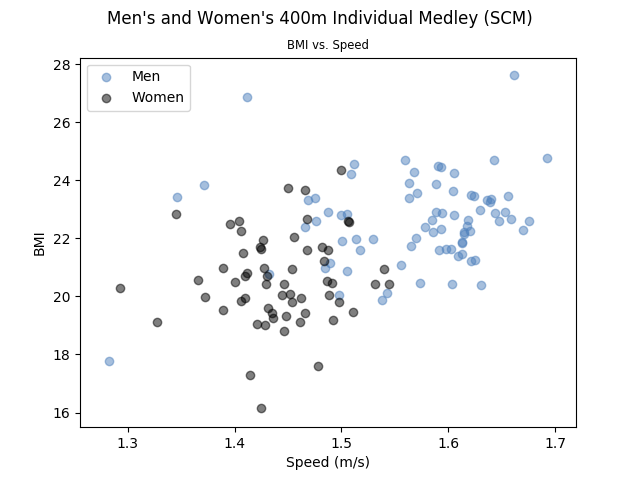 Men's and Women's 400m Individual Medley (SCM)
BMI vs. Speed
Men
Women
28
26
24
22
20
18
16
BMI
1.3 1.4 1.5 1.6 1.7
Speed (m/s)